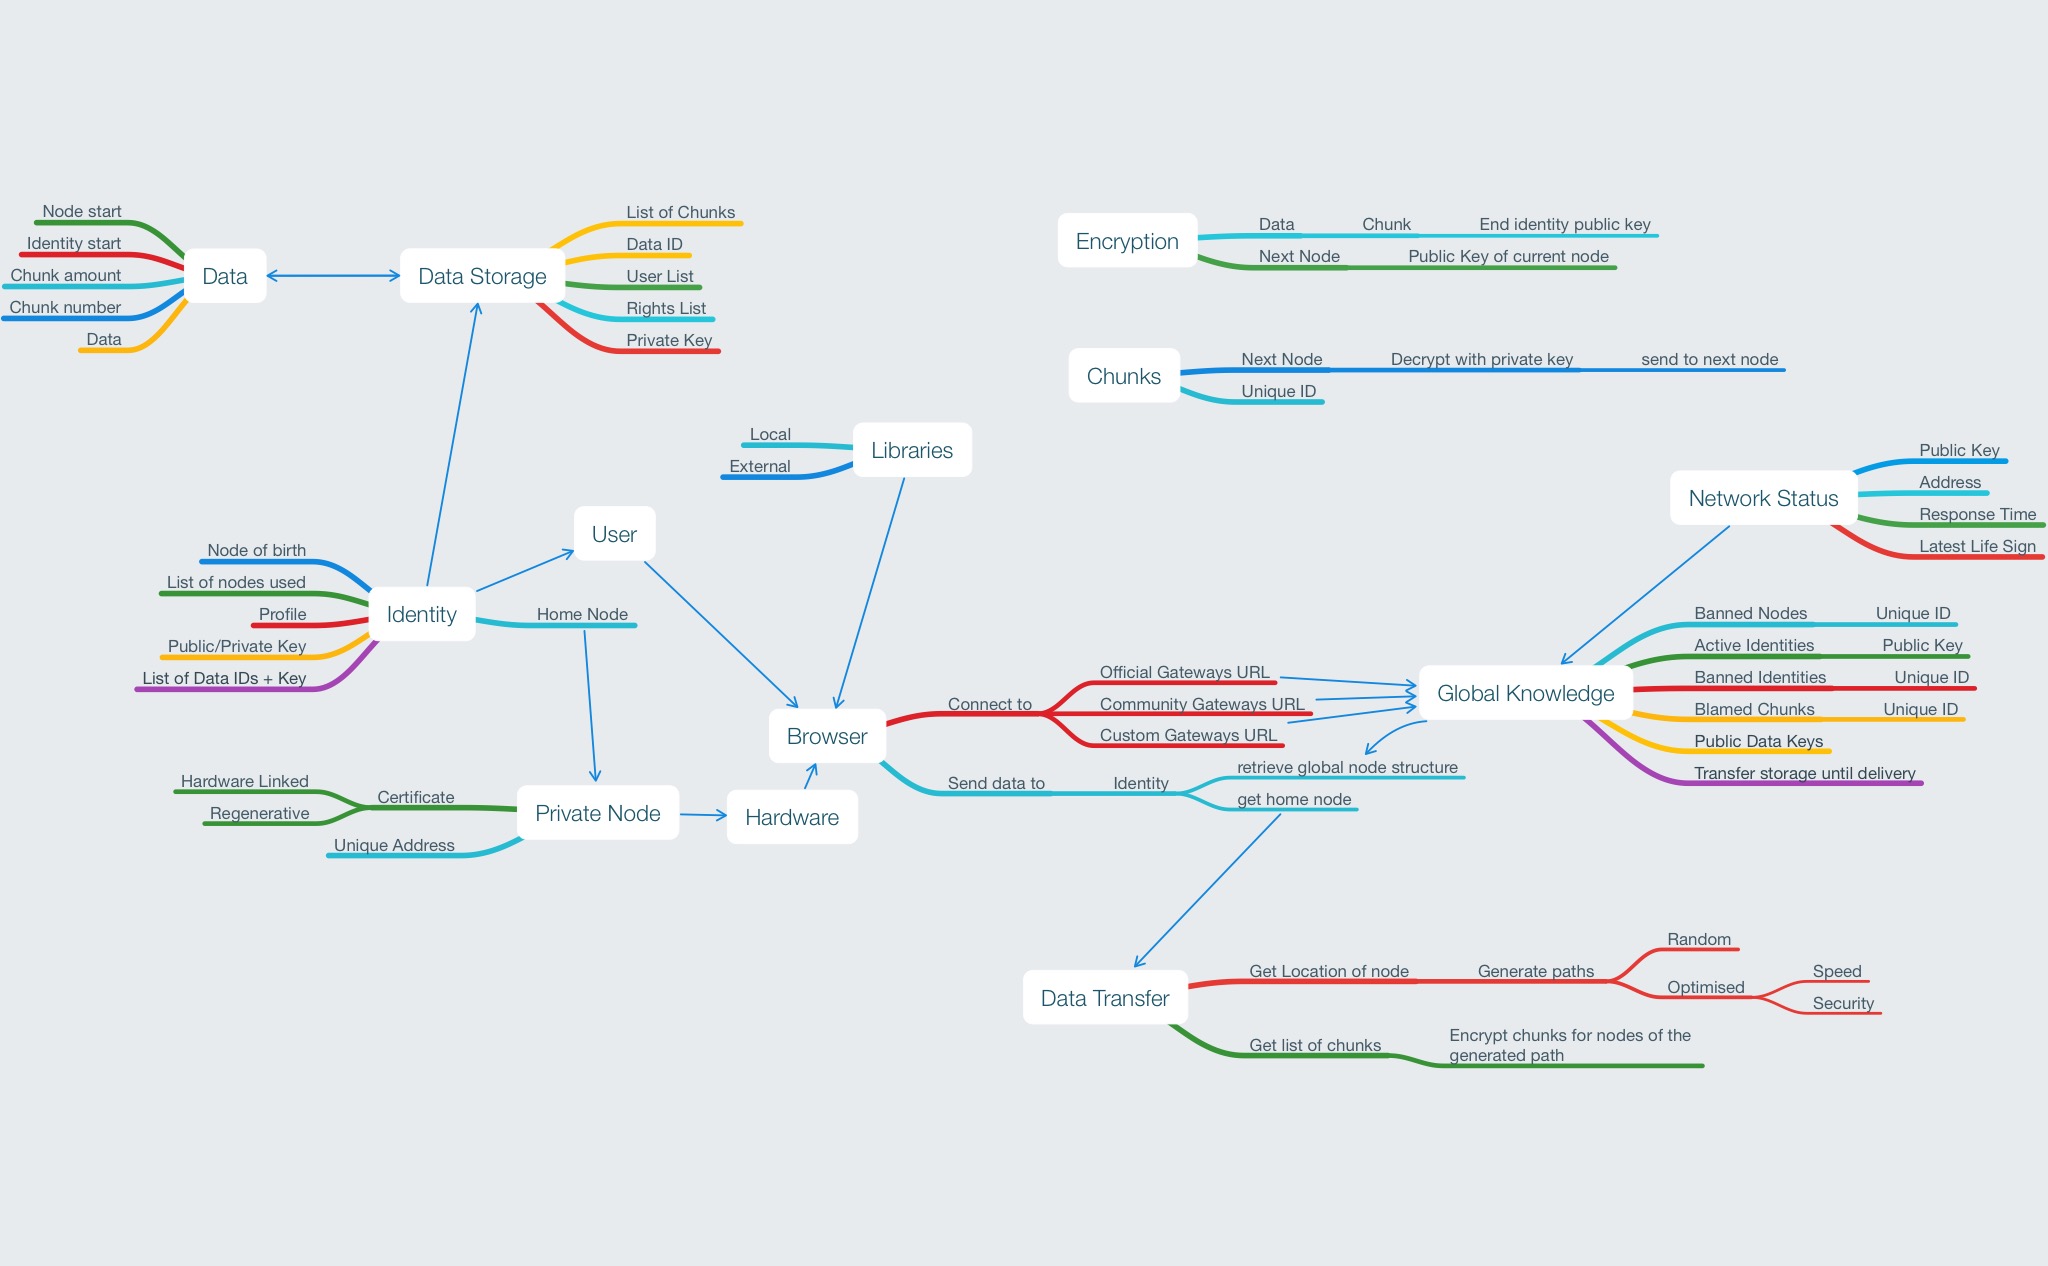 Node start
Identity start
Chunk amount
Chunk number
Data
Data
Data Storage
List of Chunks
Data ID
User List
Rights List
Private Key
Encryption
Data
Chunk
End identity public key
Next Node
Public Key of current node
Chunks
Next Node
Decrypt with private key
send to next node
Unique ID
Local
External
Libraries
Network Status
Public Key
Address
Response Time
Latest Life Sign
User
Node of birth
List of nodes used
Profile
Public/Private Key
List of Data IDs + Key
Identity
Home Node
Browser
Connect to
Official Gateways URL
Community Gateways URL
Custom Gateways URL
Send data to
Identity
retrieve global node structure
get home node
Global Knowledge
Banned Nodes
Unique ID
Active Identities
Public Key
Banned Identities
Unique ID
Blamed Chunks
Unique ID
Public Data Keys
Transfer storage until delivery
Hardware Linked
Regenerative
Certificate
Unique Address
Private Node
Hardware
Data Transfer
Get Location of node
Generate paths
Random
Optimised
Speed
Security
Get list of chunks
Encrypt chunks for nodes of the
generated path